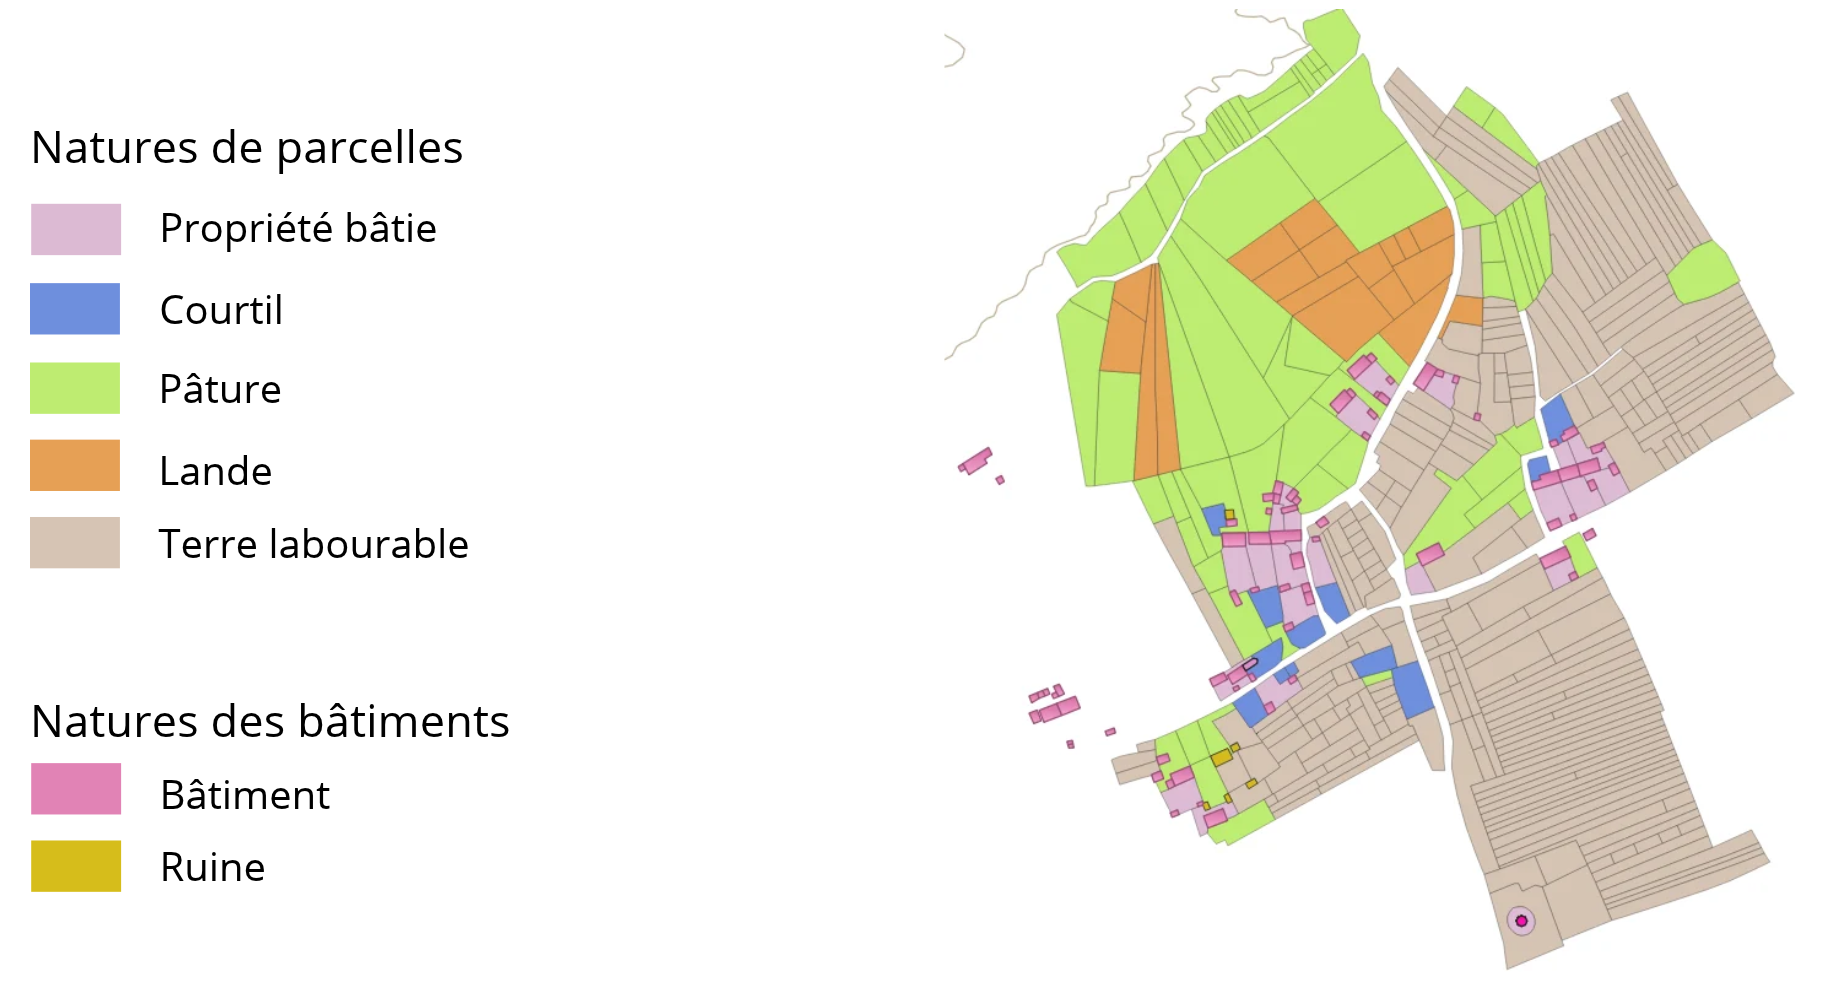 Natures de parcelles
Propriété bâtie
Courtil
Pâture
Lande
Terre labourable
Natures des bâtiments
Bâtiment
Ruine